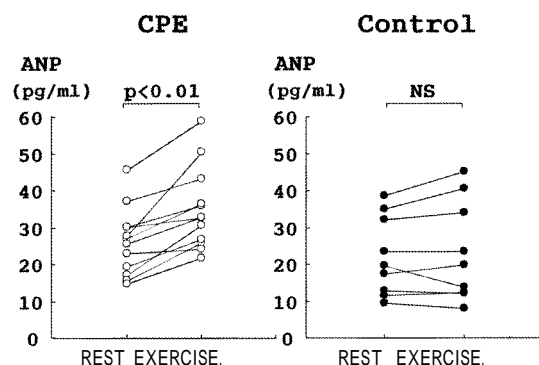 CPE
Control
ANP
(pg/ml)
p<0.01
60
50
40
30
20
10
0
REST EXERCISE.
ANP
(pg/ml)
NS
60
50
40
30
20
10
0
REST EXERCISE.